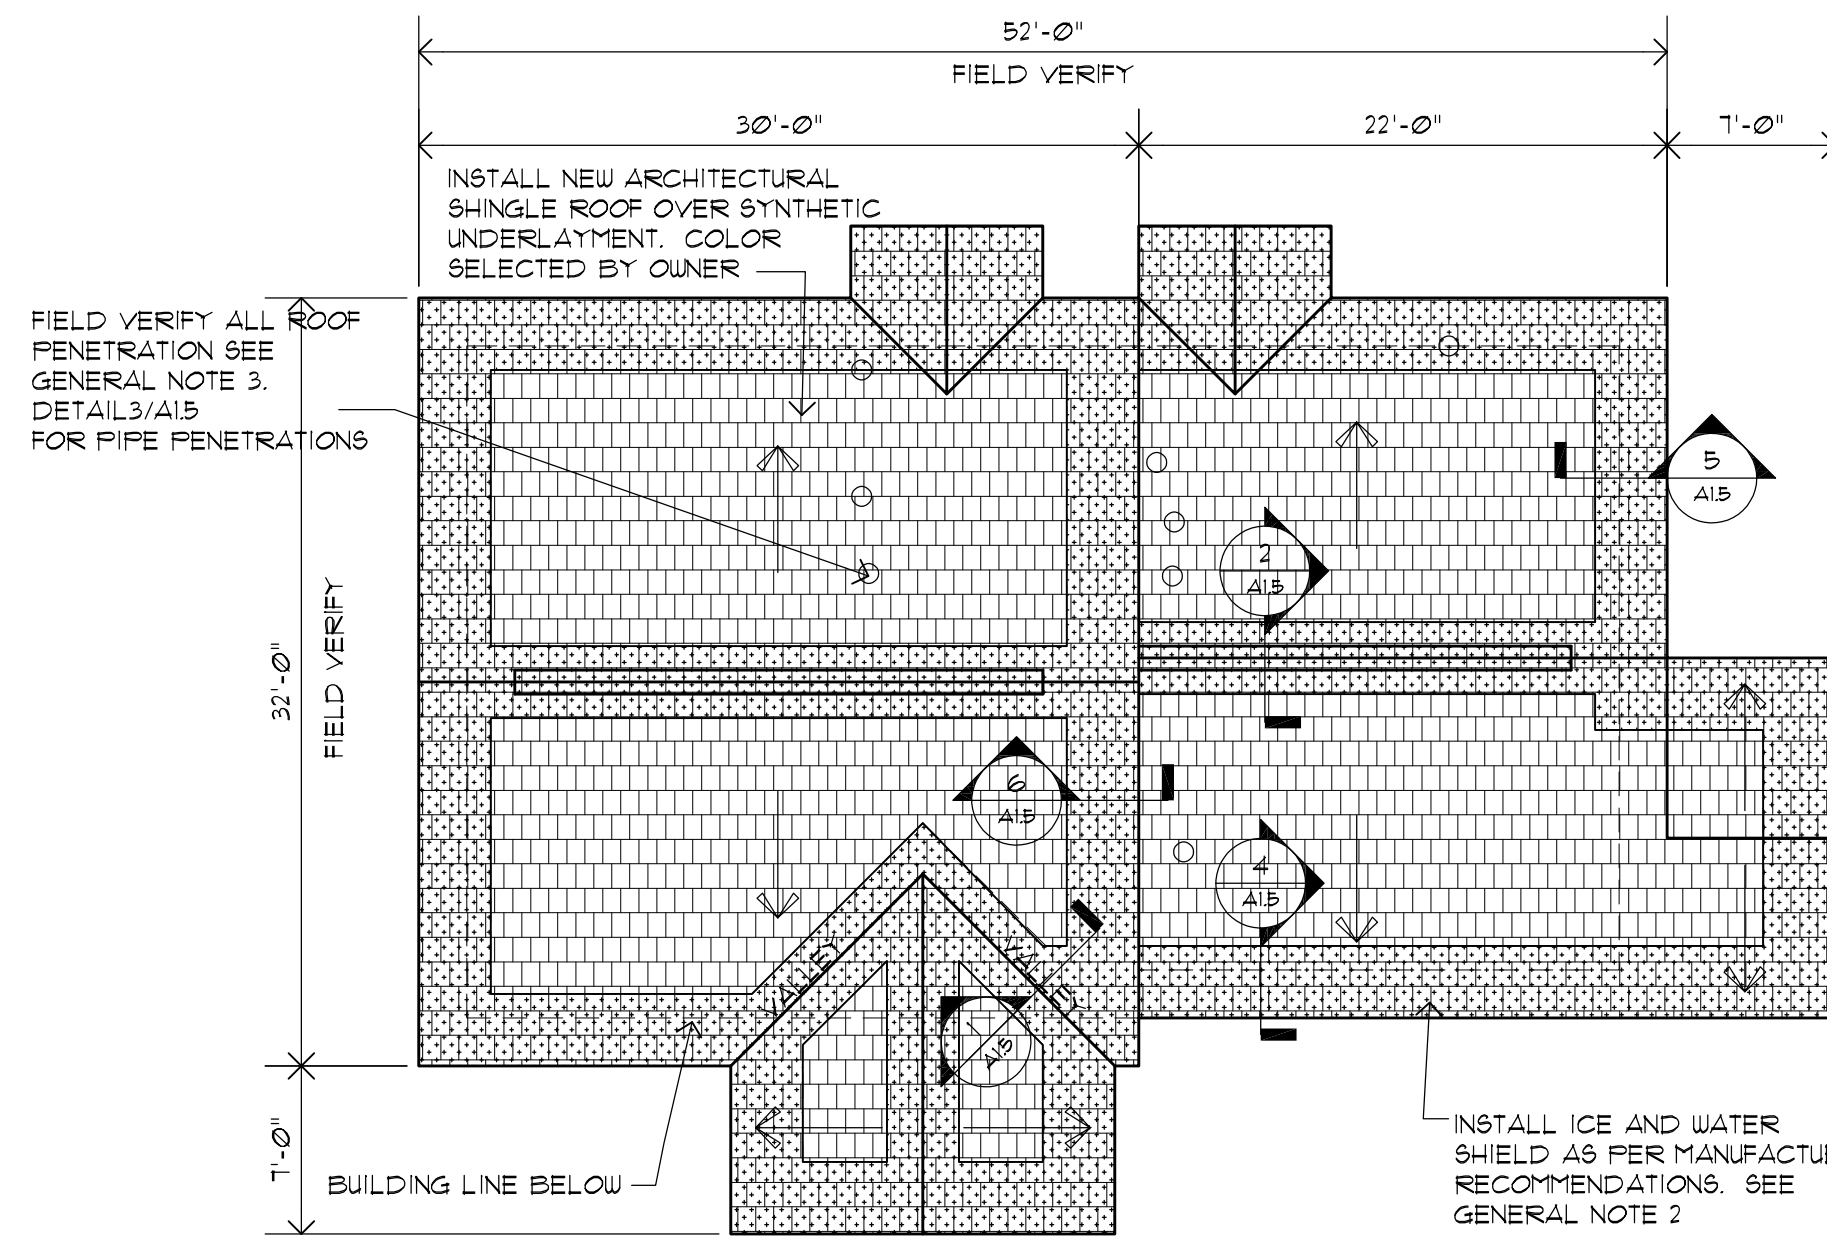 52'-0"
FIELD VERIFY
30'-0"
22'-0"
7'-0"
INSTALL NEW ARCHITECTURAL
SHINGLE ROOF OVER SYNTHETIC
UNDERLAYMENT. COLOR
SELECTED BY OWNER
FIELD VERIFY ALL ROOF
PENETRATION SEE
GENERAL NOTE 3.
DETAIL3/A1.5
FOR PIPE PENETRATIONS
5
A1.5
2
A1.5
32'-0"
FIELD VERIFY
6
A1.5
4
A1.5
VALLEY
VALLEY
1
A1.5
7'-0"
BUILDING LINE BELOW
INSTALL ICE AND WATER
SHIELD AS PER MANUFACTU
RECOMMENDATIONS. SEE
GENERAL NOTE 2